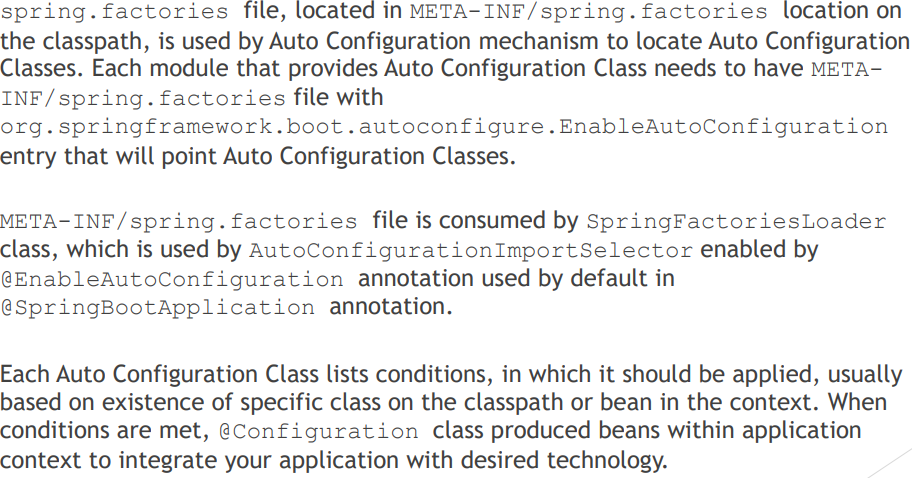 spring.factories file, located in META-INF/spring.factories location on
the classpath, is used by Auto Configuration mechanism to locate Auto Configuration
Classes. Each module that provides Auto Configuration Class needs to have META-
INF/spring.factories file with
org.springframework.boot.autoconfigure.EnableAutoConfiguration
entry that will point Auto Configuration Classes.
META-INF/spring.factories file is consumed by SpringFactoriesLoader
class, which is used by AutoConfigurationImportSelector enabled by
@EnableAutoConfiguration annotation used by default in
@SpringBootApplication annotation.
Each Auto Configuration Class lists conditions, in which it should be applied, usually
based on existence of specific class on the classpath or bean in the context. When
conditions are met, @Configuration class produced beans within application
context to integrate your application with desired technology.